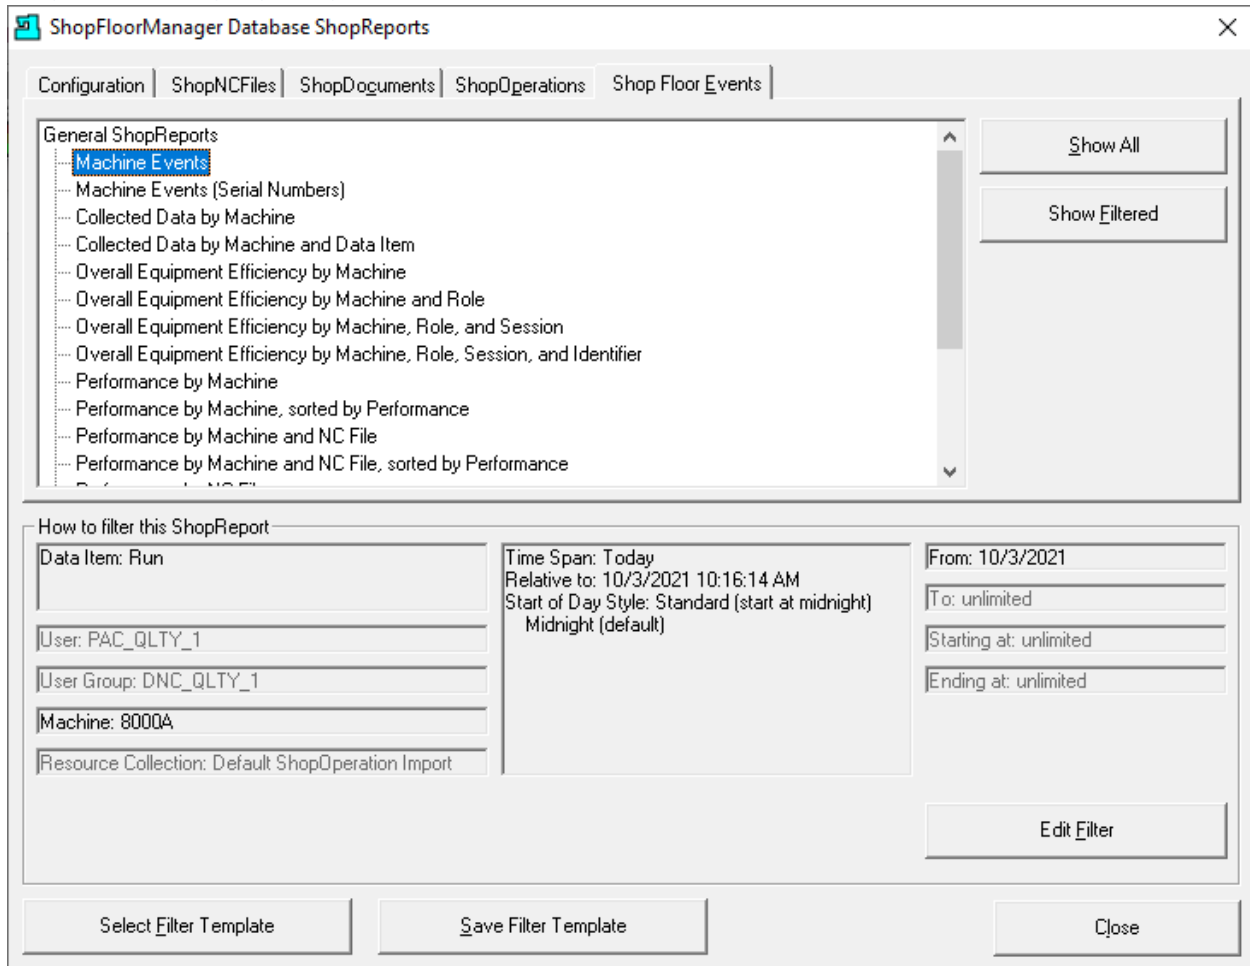 ShopFloorManager Database ShopReports
Configuration
ShopNCFiles
ShopDocuments
ShopOperations
Shop Floor Events
General ShopReports
Machine Events
Machine Events (Serial Numbers)
Collected Data by Machine
Collected Data by Machine and Data Item
Overall Equipment Efficiency by Machine
Overall Equipment Efficiency by Machine and Role
Overall Equipment Efficiency by Machine, Role, and Session
Overall Equipment Efficiency by Machine, Role, Session, and Identifier
Performance by Machine
Performance by Machine, sorted by Performance
Performance by Machine and NC File
Performance by Machine and NC File, sorted by Performance
Show All
Show Filtered
How to filter this ShopReport
Data Item: Run
User: PAC_QLTY_1
User Group: DNC_QLTY_1
Machine: 8000A
Resource Collection: Default ShopOperation Import
Time Span: Today
Relative to: 10/3/2021 10:16:14 AM
Start of Day Style: Standard (start at midnight)
Midnight (default)
From: 10/3/2021
To: unlimited
Starting at: unlimited
Ending at: unlimited
Edit Filter
Select Filter Template
Save Filter Template
Close